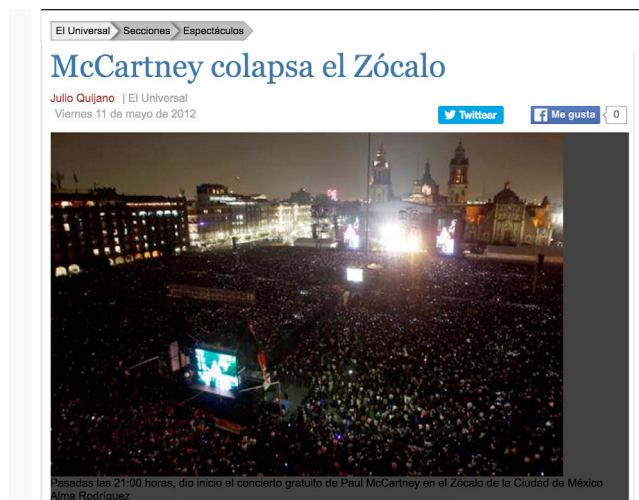 El Universal Secciones Espectáculos
McCartney colapsa el Zócalo
Julio Quijano | El Universal
Viernes 11 de mayo de 2012
Twittear Me gusta 0
Pasadas las 21:00 horas, dio inicio el concierto gratuito de Paul McCartney en el Zócalo de la Ciudad de México
Alma Rodríguez